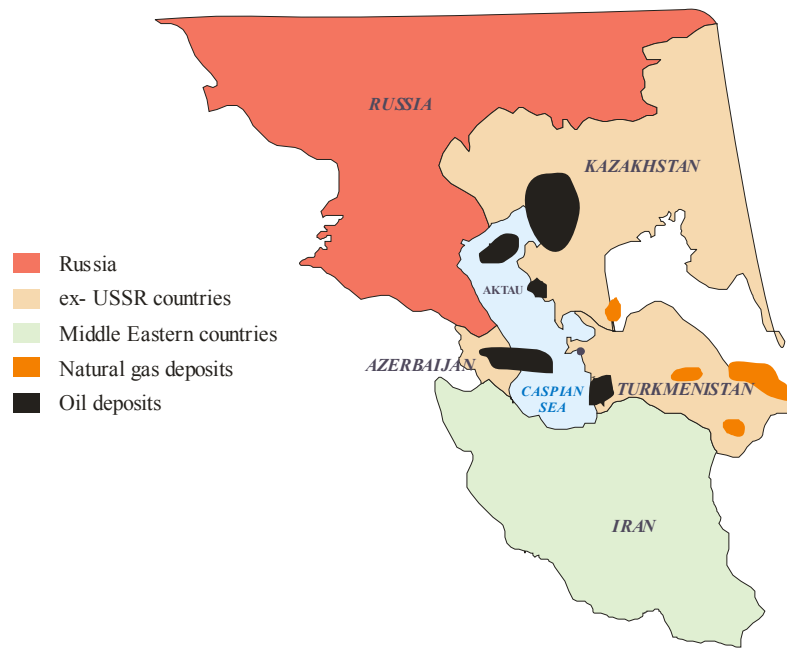 RUSSIA
KAZAKHSTAN
AKTAU
AZERBAIJAN
CASPIAN
SEA
TURKMENISTAN
IRAN
Russia
ex- USSR countries
Middle Eastern countries
Natural gas deposits
Oil deposits